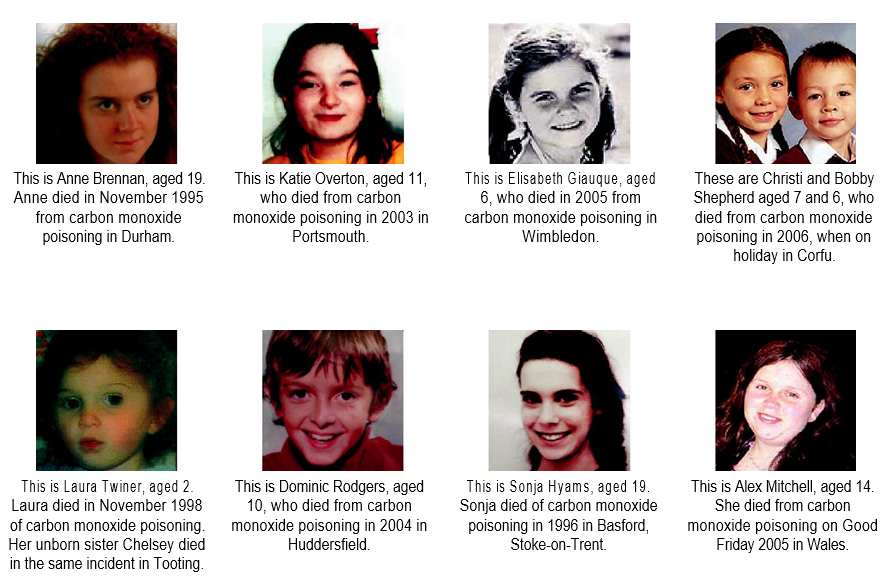 This is Anne Brennan, aged 19.
Anne died in November 1995
from carbon monoxide
poisoning in Durham.
This is Katie Overton, aged 11,
who died from carbon
monoxide poisoning in 2003 in
Portsmouth.
This is Elisabeth Giauque, aged
6, who died in 2005 from
carbon monoxide poisoning in
Wimbledon.
These are Christi and Bobby
Shepherd aged 7 and 6, who
died from carbon monoxide
poisoning in 2006, when on
holiday in Corfu.
This is Laura Twiner, aged 2.
Laura died in November 1998
of carbon monoxide poisoning.
Her unborn sister Chelsey died
in the same incident in Tooting.
This is Dominic Rodgers, aged
10, who died from carbon
monoxide poisoning in 2004 in
Huddersfield.
This is Sonja Hyams, aged 19.
Sonja died of carbon monoxide
poisoning in 1996 in Basford,
Stoke-on-Trent.
This is Alex Mitchell, aged 14.
She died from carbon
monoxide poisoning on Good
Friday 2005 in Wales.